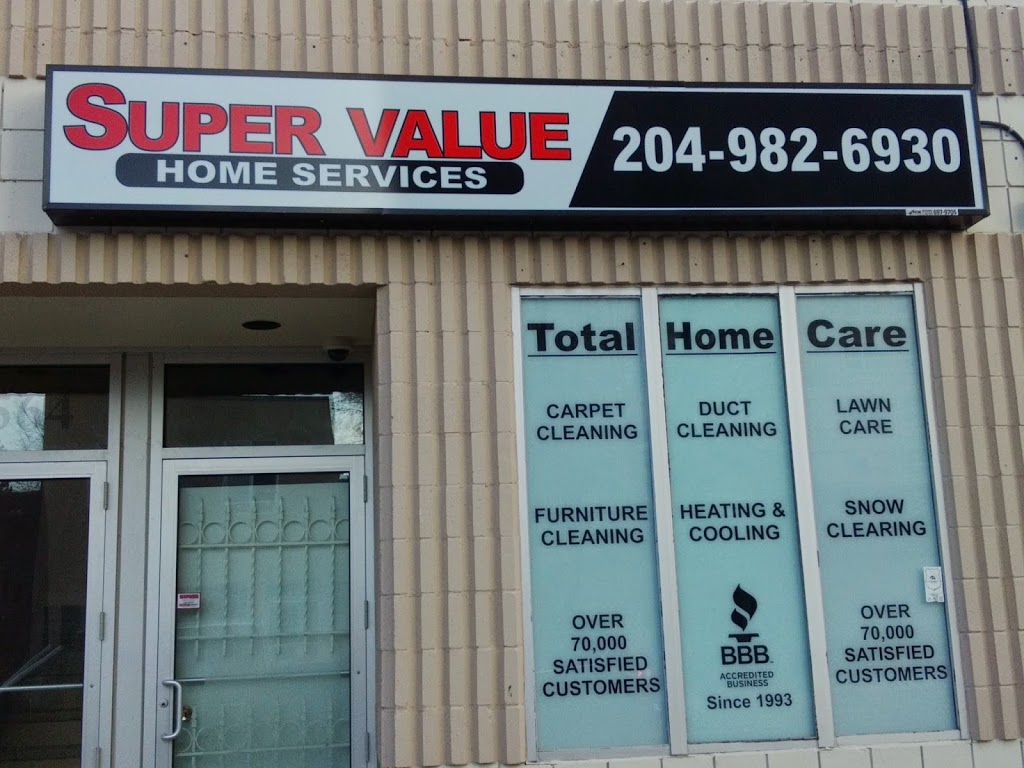 SUPER VALUE
HOME SERVICES
204-982-6930
Total Home Care
CARPET
CLEANING
FURNITURE
CLEANING
OVER
70,000
SATISFIED
CUSTOMERS
DUCT
CLEANING
HEATING &
COOLING
BBB
ACCREDITED
BUSINESS
Since 1993
LAWN
CARE
SNOW
CLEARING
OVER
70,000
SATISFIED
CUSTOMERS